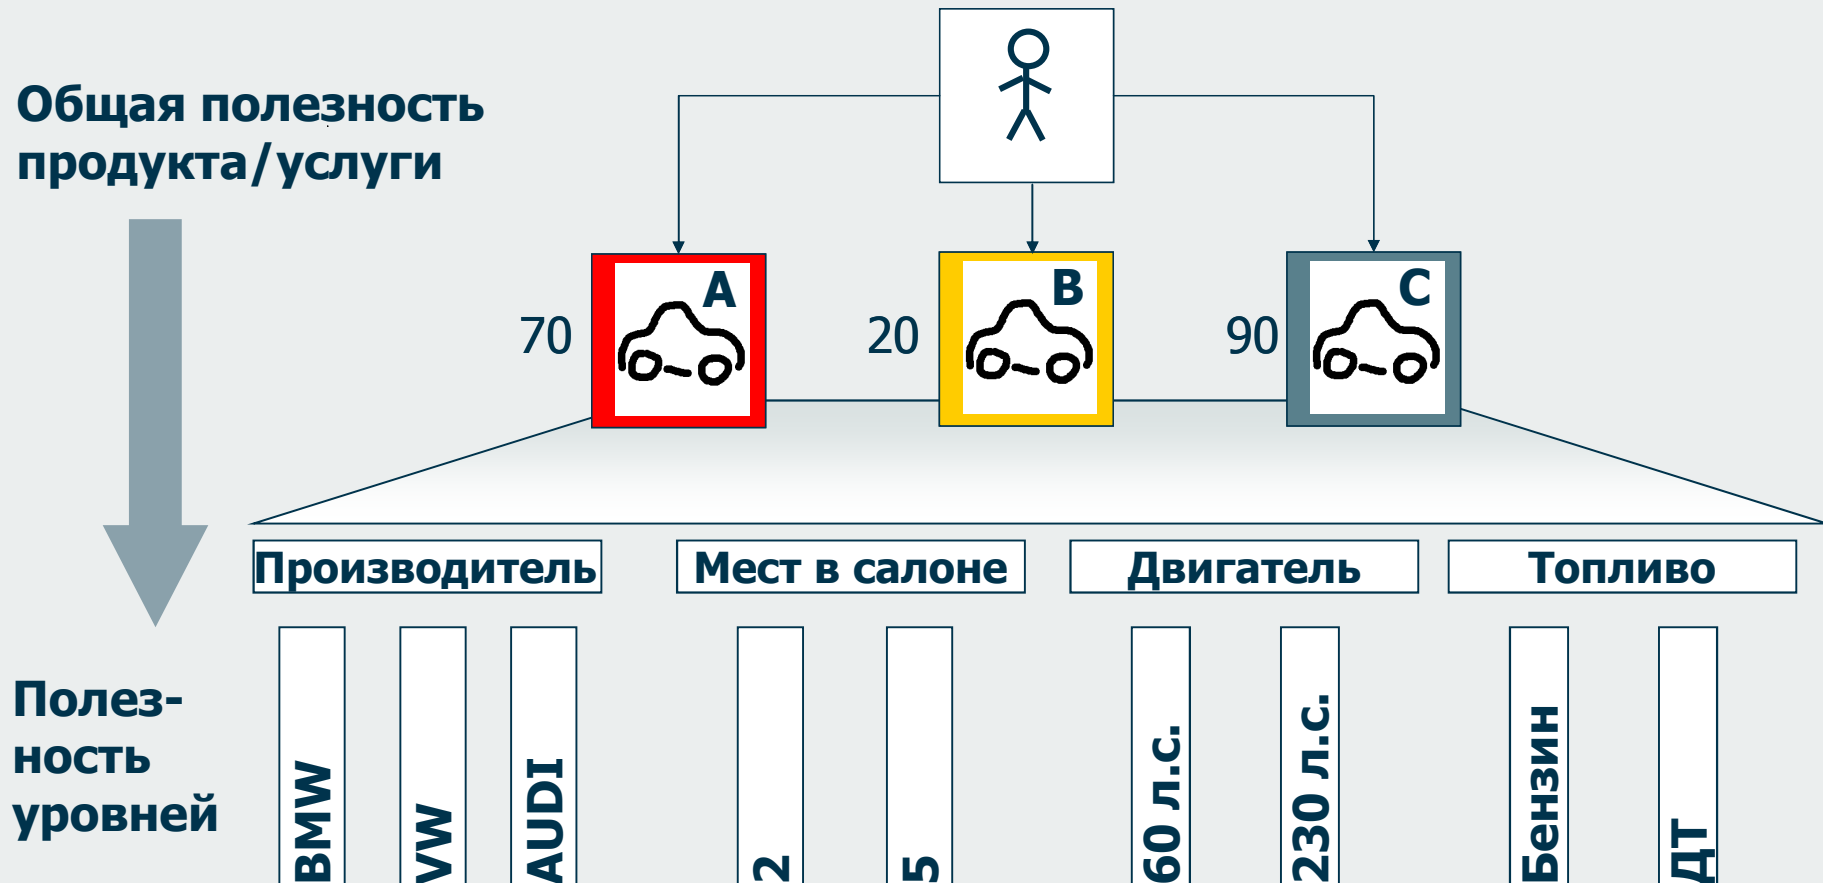 Общая полезность
продукта/услуги
A
B
C
70
20
90
Производитель
Мест в салоне
Двигатель
Топливо
Полез-
ность
уровней
BMW
VW
AUDI
2
5
60 л.с.
230 л.с.
Бензин
ДТ